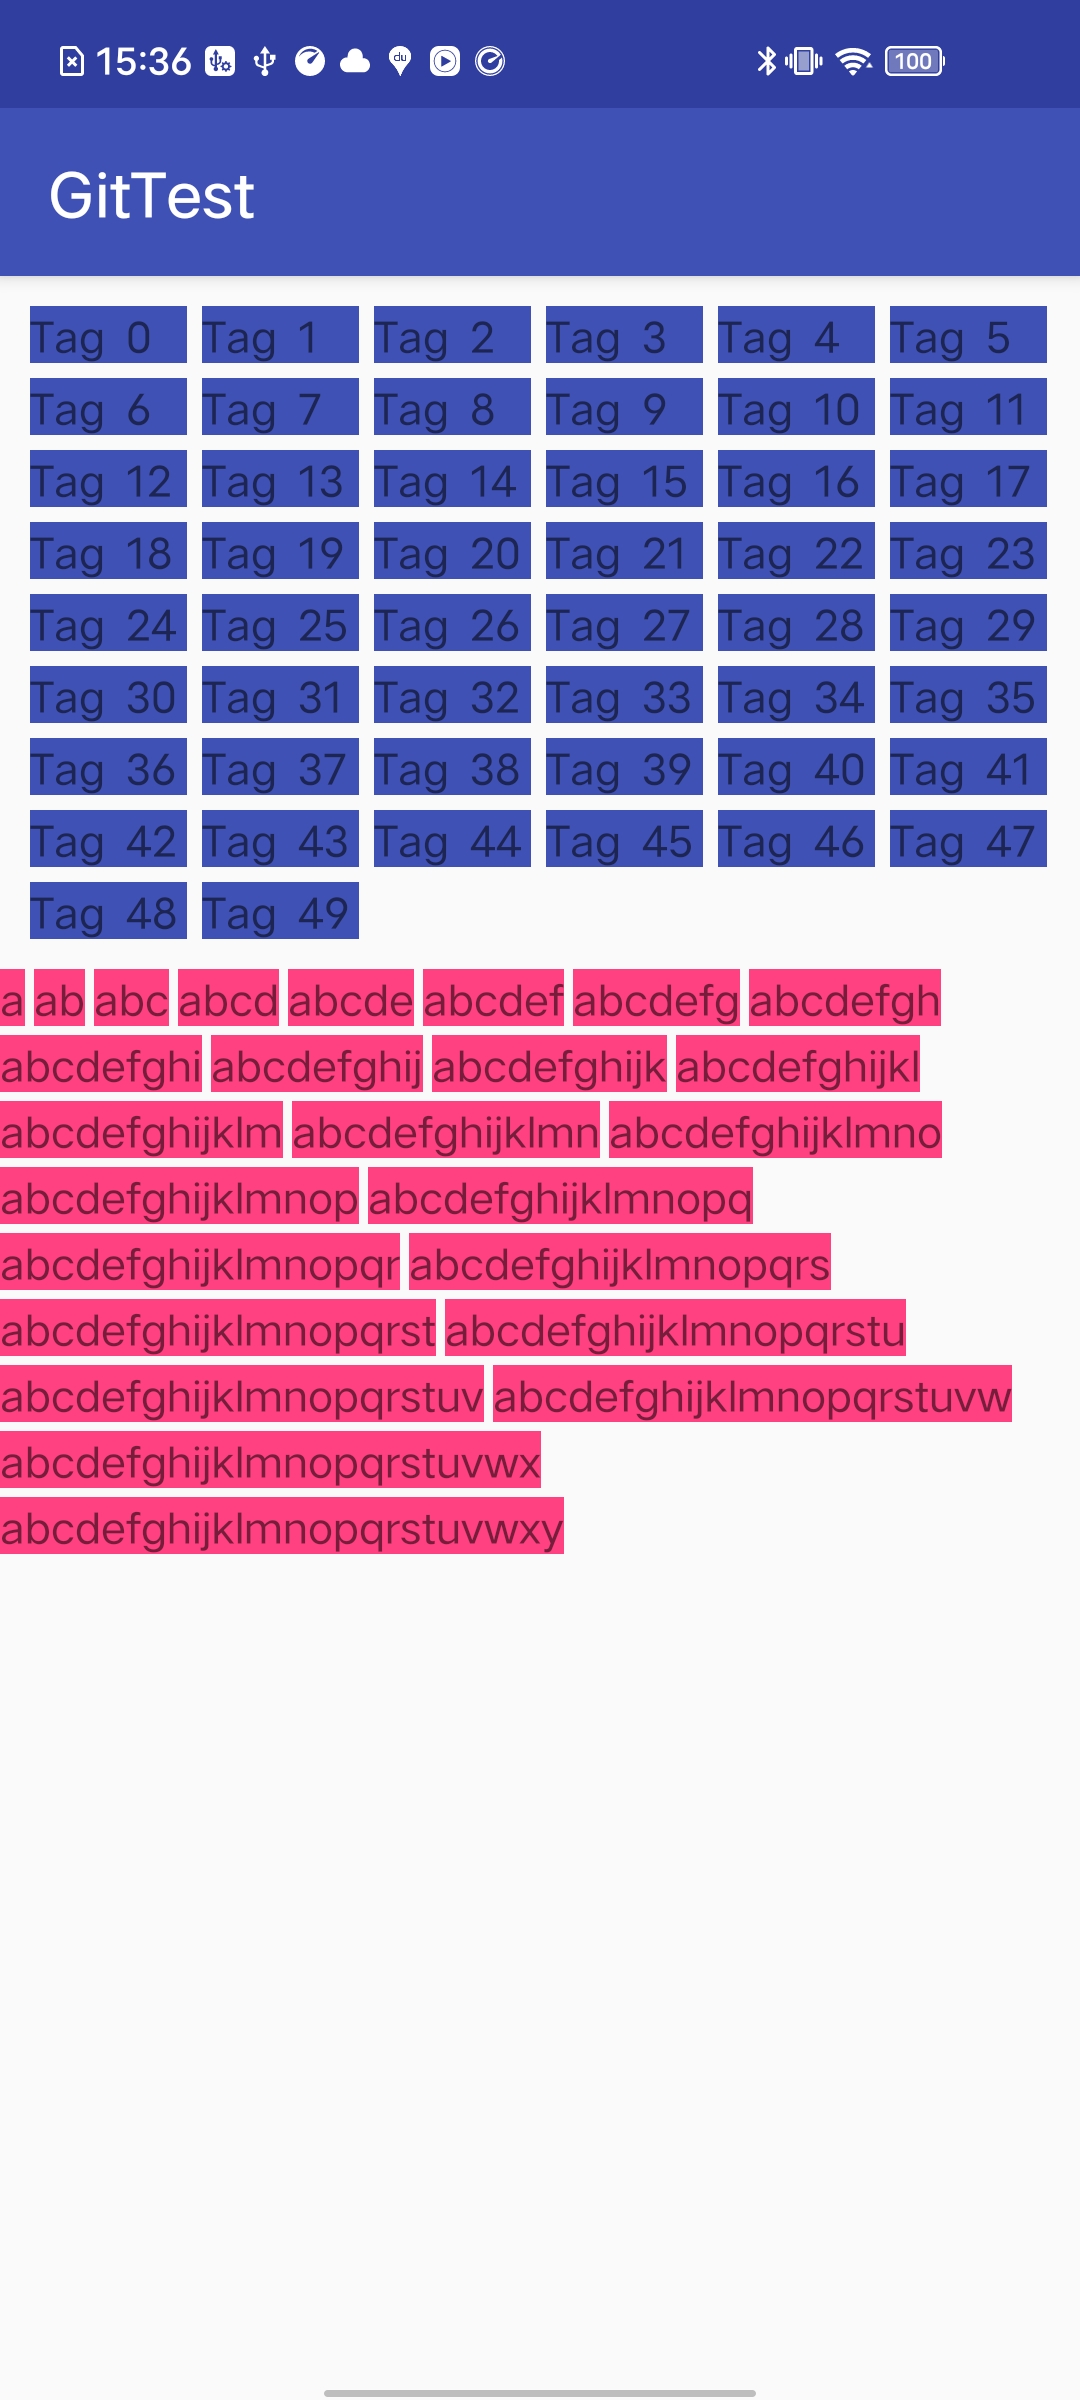 15:36 du 100
GitTest
Tag 0 Tag 1 Tag 2 Tag 3 Tag 4 Tag 5
Tag 6 Tag 7 Tag 8 Tag 9 Tag 10 Tag 11
Tag 12 Tag 13 Tag 14 Tag 15 Tag 16 Tag 17
Tag 18 Tag 19 Tag 20 Tag 21 Tag 22 Tag 23
Tag 24 Tag 25 Tag 26 Tag 27 Tag 28 Tag 29
Tag 30 Tag 31 Tag 32 Tag 33 Tag 34 Tag 35
Tag 36 Tag 37 Tag 38 Tag 39 Tag 40 Tag 41
Tag 42 Tag 43 Tag 44 Tag 45 Tag 46 Tag 47
Tag 48 Tag 49
a ab abc abcd abcde abcdef abcdefg abcdefgh
abcdefghi abcdefghij abcdefghijk abcdefghijkl
abcdefghijklm abcdefghijklmn abcdefghijklmno
abcdefghijklmnop abcdefghijklmnopq
abcdefghijklmnopqr abcdefghijklmnopqrs
abcdefghijklmnopqrst abcdefghijklmnopqrstu
abcdefghijklmnopqrstuv abcdefghijklmnopqrstuvw
abcdefghijklmnopqrstuvwx
abcdefghijklmnopqrstuvwxy